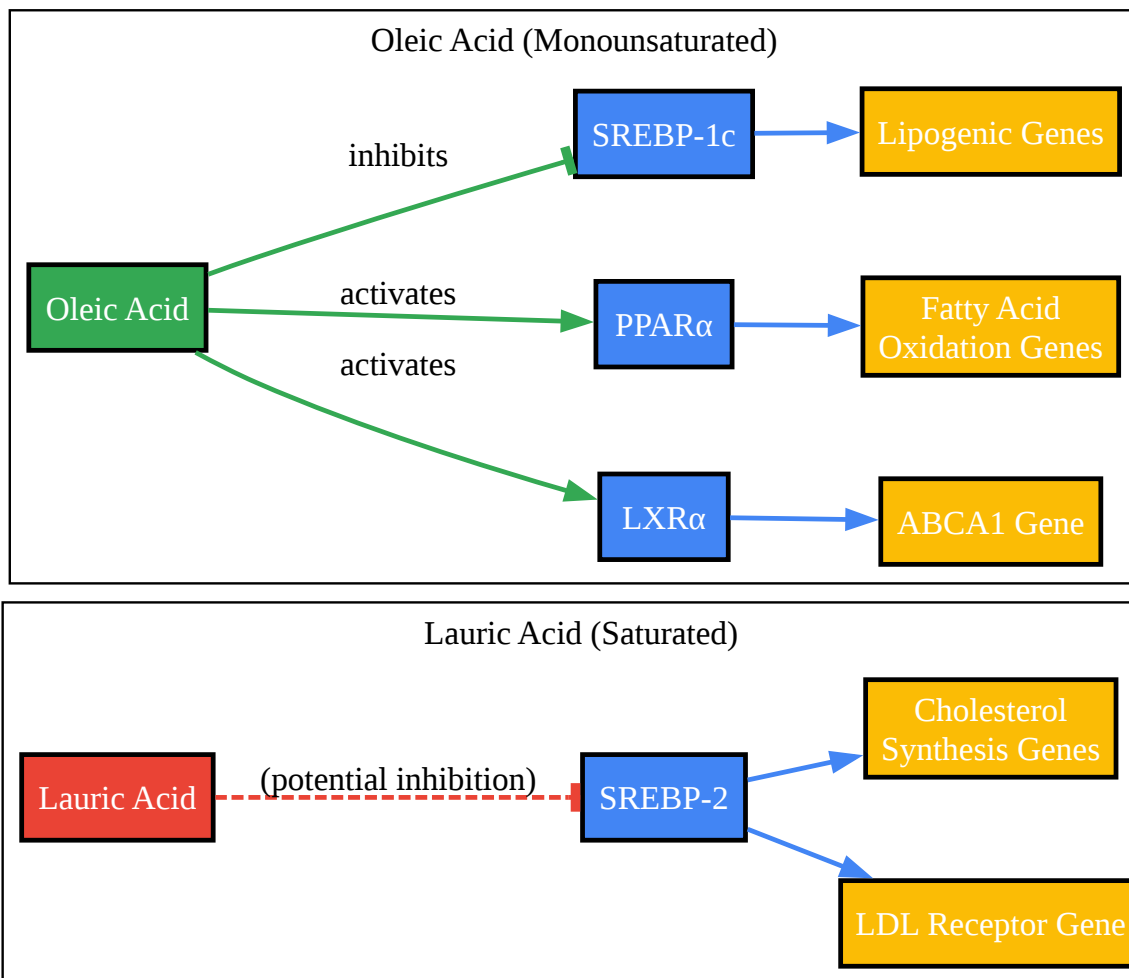 Oleic Acid (Monounsaturated)
inhibits
SREBP-1c
Lipogenic Genes
Oleic Acid
activates
PPARα
Fatty Acid
Oxidation Genes
activates
LXRα
ABCA1 Gene
Lauric Acid (Saturated)
Lauric Acid
(potential inhibition)
SREBP-2
Cholesterol
Synthesis Genes
LDL Receptor Gene